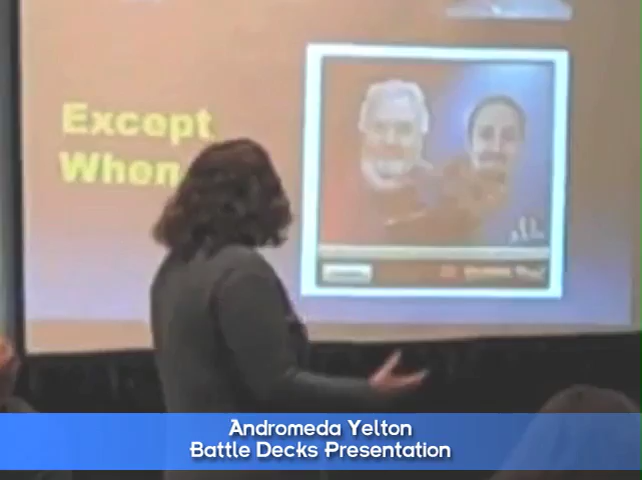 Except
When
Andromeda Yelton
Battle Decks Presentation